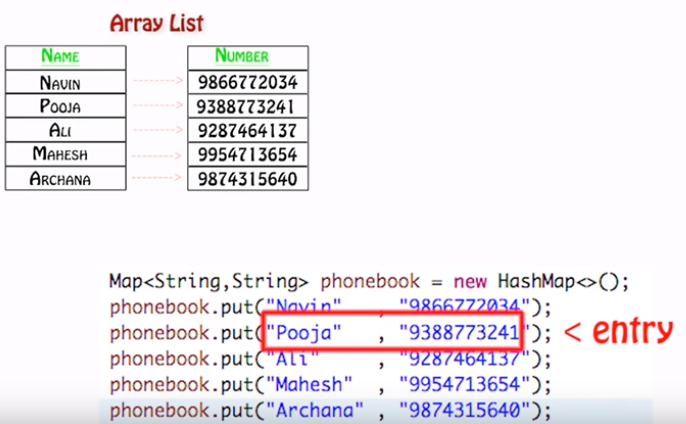 Array List
Name Number
Navin 9866772034
Pooja 9388773241
Ali 9287464137
Mahesh 9954713654
Archana 9874315640
Map<String,String> phonebook = new HashMap<>();
phonebook.put("Navin" , "9866772034");
phonebook.put("Pooja" , "9388773241"); < entry
phonebook.put("Ali" , "9287464137");
phonebook.put("Mahesh" , "9954713654");
phonebook.put("Archana" , "9874315640");